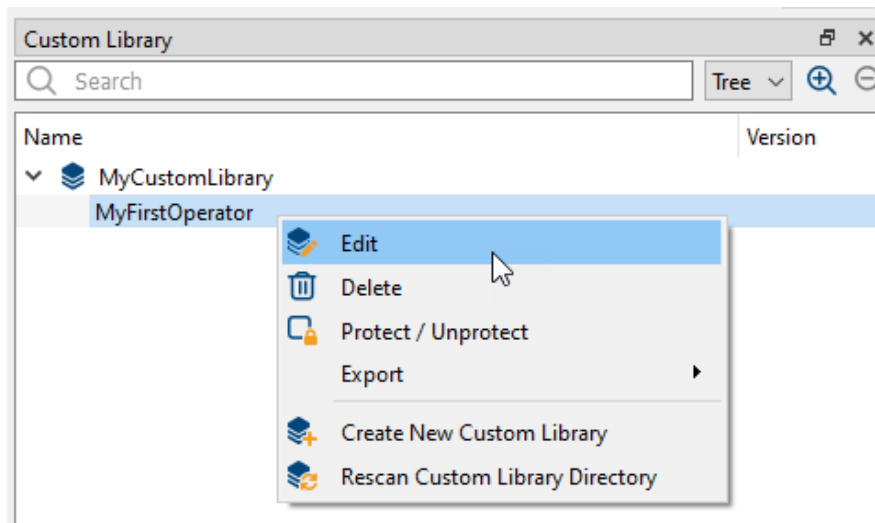 Custom Library
Search
Tree
Name Version
MyCustomLibrary
MyFirstOperator
Edit
Delete
Protect / Unprotect
Export
Create New Custom Library
Rescan Custom Library Directory